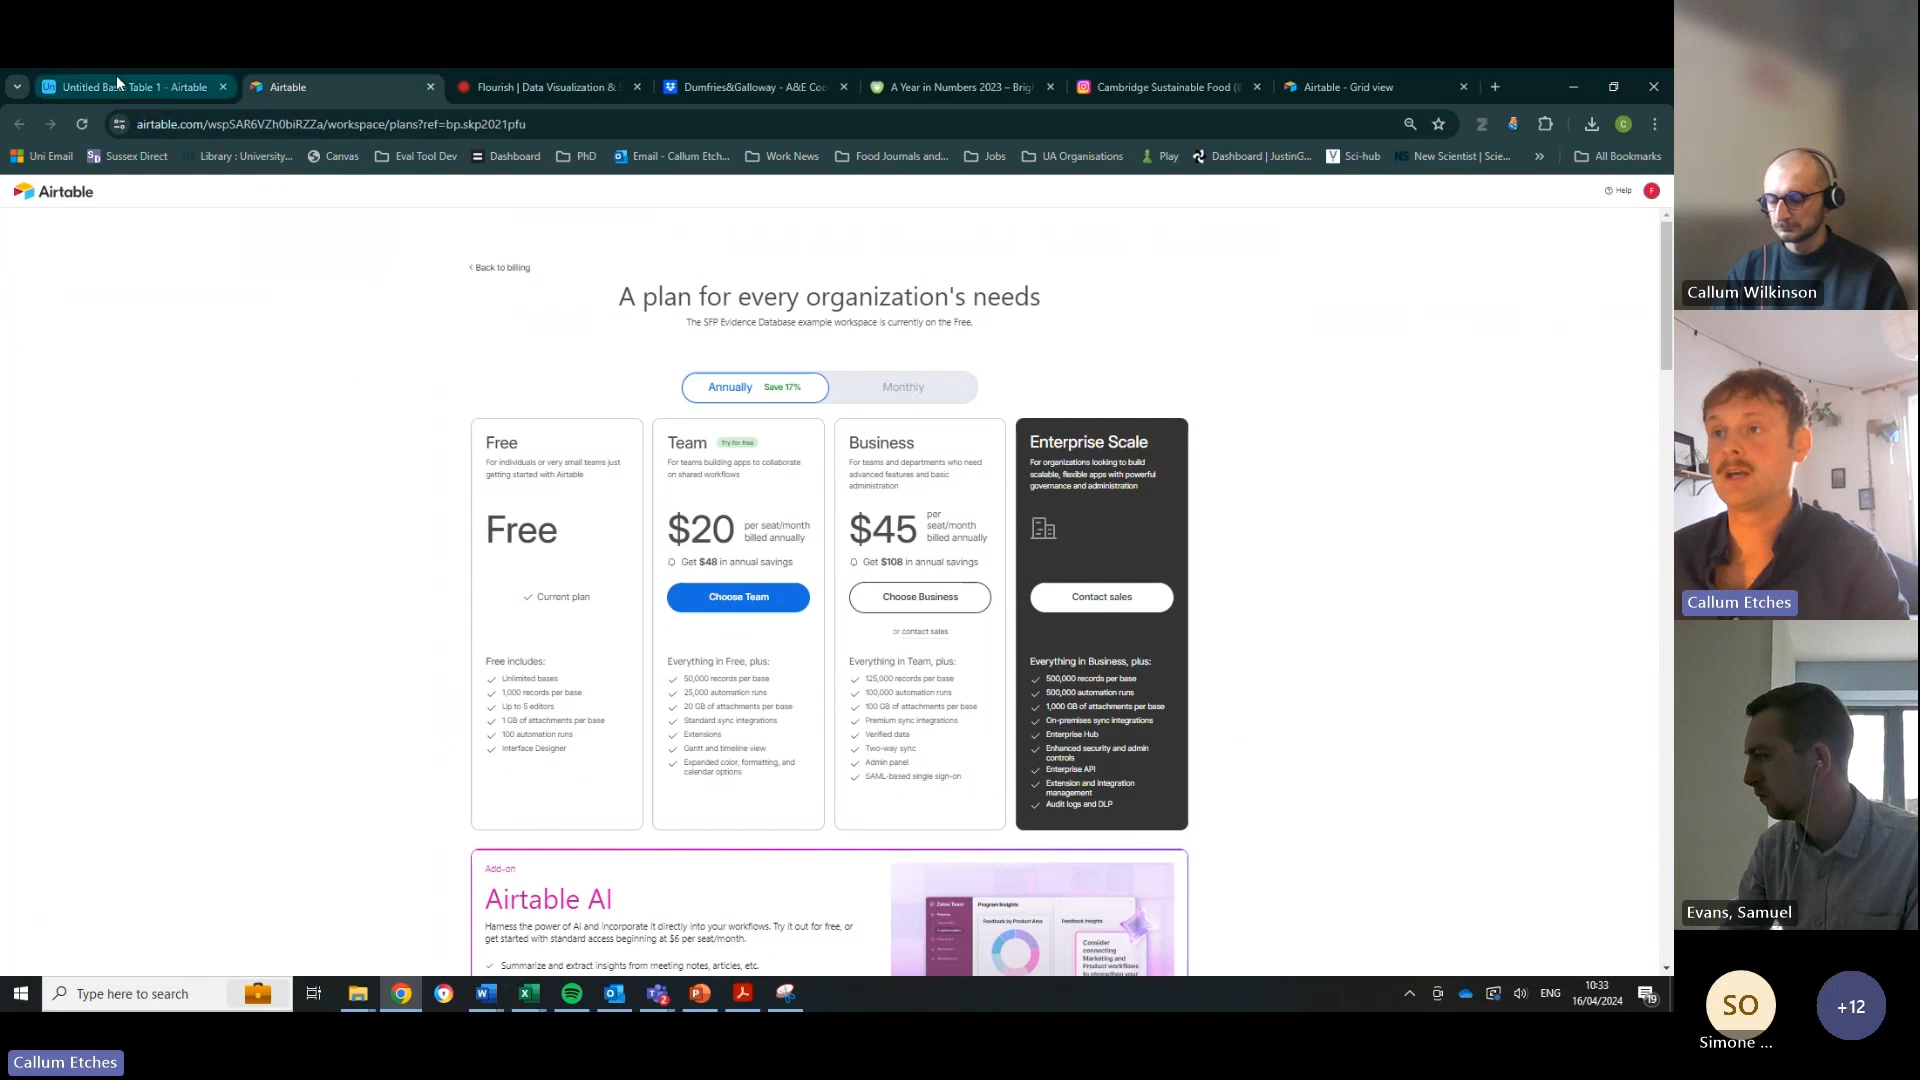 Untitled Base: Table 1 - Airtable
Airtable
Flourish | Data Visualization &
Dumfries&Galloway - A&E Coo
A Year in Numbers 2023 – Brig
Cambridge Sustainable Food (
Airtable - Grid view
airtable.com/wspSAR6VZh0biRZZa/workspace/plans?ref=bp.skp2021pfu
Uni Email
Sussex Direct
Library : University...
Canvas
Eval Tool Dev
Dashboard
PhD
Email - Callum Etch...
Work News
Food Journals and...
Jobs
UA Organisations
Play
Dashboard | JustinG...
Sci-hub
New Scientist | Scie...
All Bookmarks
Airtable
Help
F
Back to billing
A plan for every organization's needs
The SFP Evidence Database example workspace is currently on the Free.
Annually Save 17%
Monthly
Free
For individuals or very small teams just
getting started with Airtable
Free
Current plan
Free includes:
Unlimited bases
1,000 records per base
Up to 5 editors
1 GB of attachments per base
100 automation runs
Interface Designer
Team Try for free
For teams building apps to collaborate
on shared workflows
$20 per seat/month
billed annually
Get $48 in annual savings
Choose Team
Everything in Free, plus:
50,000 records per base
25,000 automation runs
20 GB of attachments per base
Standard sync integrations
Extensions
Gantt and timeline view
Expanded color, formatting, and
calendar options
Business
For teams and departments who need
advanced features and basic
administration
$45 per
seat/month
billed annually
Get $108 in annual savings
Choose Business
or contact sales
Everything in Team, plus:
125,000 records per base
100,000 automation runs
100 GB of attachments per base
Premium sync integrations
Verified data
Two-way sync
Admin panel
SAML-based single sign-on
Enterprise Scale
For organizations looking to build
scalable, flexible apps with powerful
governance and administration
Contact sales
Everything in Business, plus:
500,000 records per base
500,000 automation runs
1,000 GB of attachments per base
On-premises sync integrations
Enterprise Hub
Enhanced security and admin
controls
Enterprise API
Extension and integration
management
Audit logs and DLP
Add-on
Airtable AI
Harness the power of AI and incorporate it directly into your workflows. Try it out for free, or
get started with standard access beginning at $6 per seat/month.
Summarize and extract insights from meeting notes, articles, etc.
Program Insights
Feedback by Product Area
Feedback Insights
Consider
connecting
Marketing and
Product workflows
to strengthen your
Type here to search
ENG
10:33
16/04/2024
19
Callum Wilkinson
Callum Etches
Evans, Samuel
SO
Simone ...
+12
Callum Etches